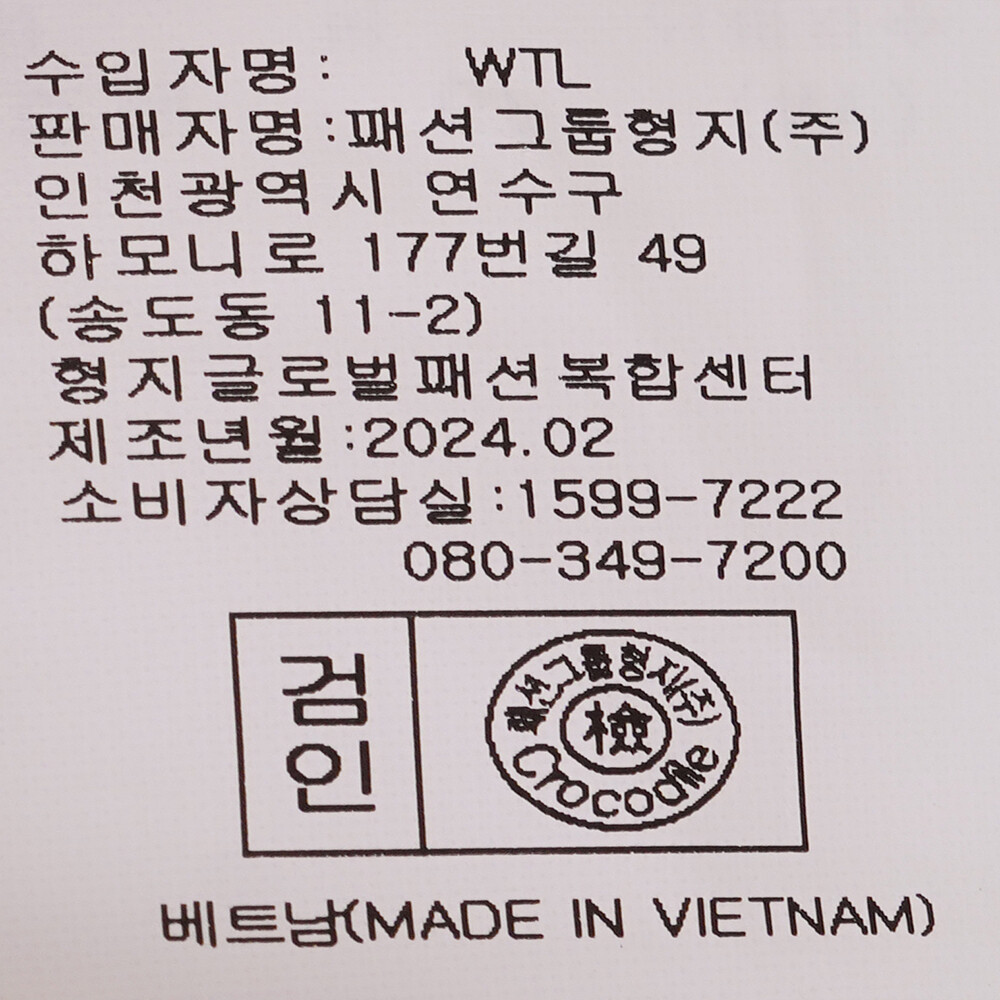 수입자명: WTL
판매자명:패션그룹형지(주)
인천광역시 연수구
하모니로 177번길 49
(송도동 11-2)
형지글로벌패션복합센터
제조년월:2024.02
소비자상담실:1599-7222
080-349-7200
검인
패션그룹형지(주)
檢
Crocodile
베트남(MADE IN VIETNAM)